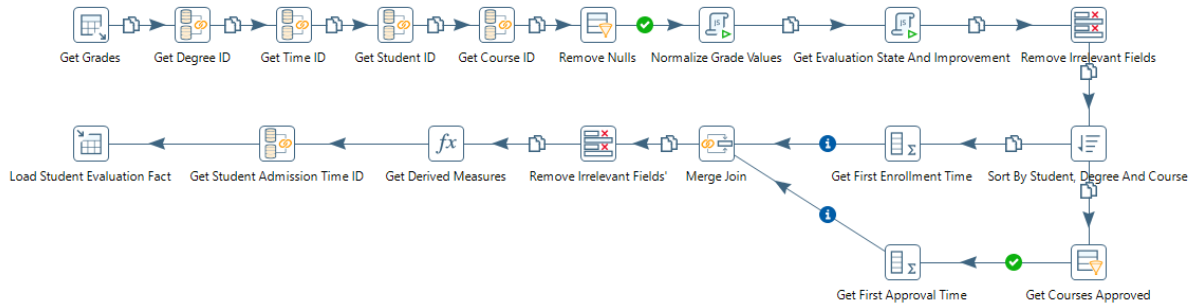 Get Grades
Get Degree ID
Get Time ID
Get Student ID
Get Course ID
Remove Nulls
Normalize Grade Values
Get Evaluation State And Improvement
Remove Irrelevant Fields
Load Student Evaluation Fact
Get Student Admission Time ID
Get Derived Measures
Remove Irrelevant Fields'
Merge Join
Get First Enrollment Time
Sort By Student, Degree And Course
Get First Approval Time
Get Courses Approved